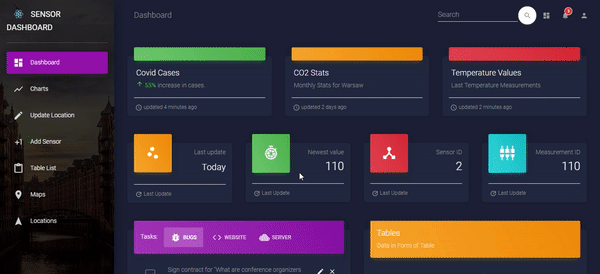 SENSOR
DASHBOARD
Dashboard
Charts
Update Location
Add Sensor
Table List
Maps
Locations
Dashboard
Search
Covid Cases
55% increase in cases.
updated 4 minutes ago
CO2 Stats
Monthly Stats for Warsaw
updated 2 days ago
Temperature Values
Last Temperature Measurements
updated 2 minutes ago
Last update
Today
Last Update
Newest value
110
Last Update
Sensor ID
2
Last Update
Measurement ID
110
Last Update
Tasks: BUGS WEBSITE SERVER
Sign contract for "What are conference organizers
Tables
Data in Form of Table